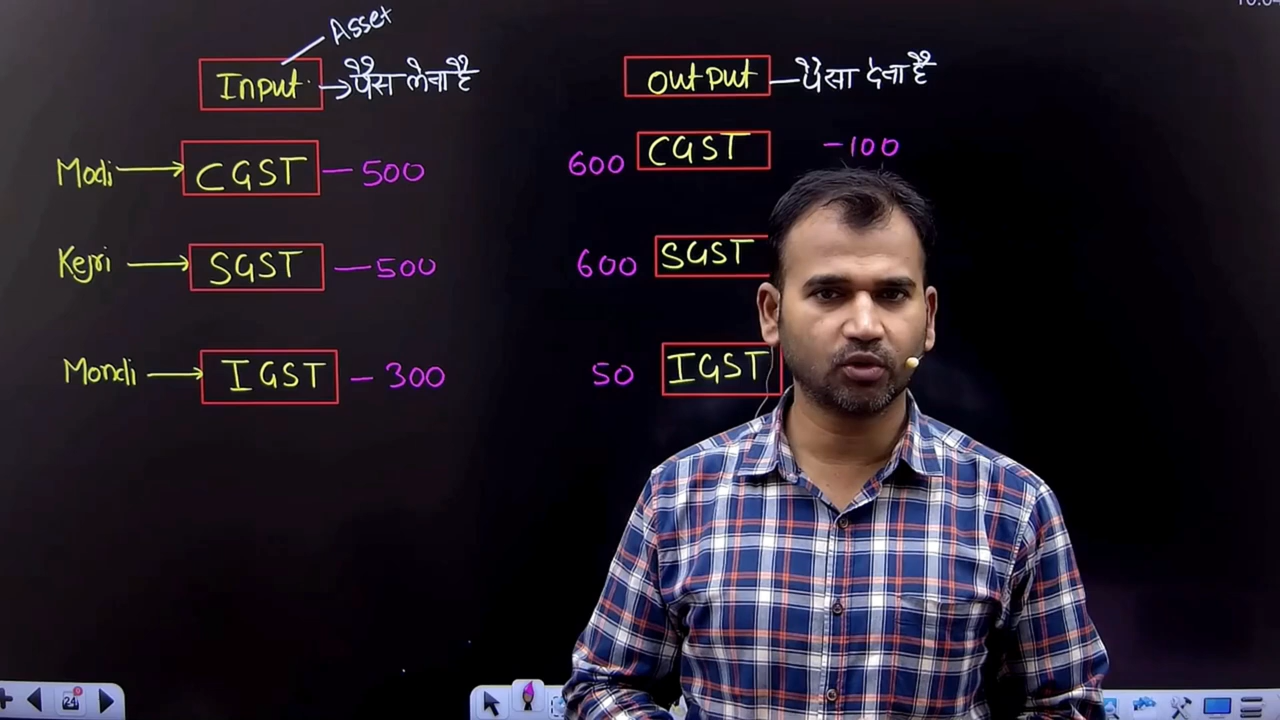 Asset
Input → पैसा लेना है
Output — पैसा देना है
Modi → CGST — 500
600 CGST -100
Kejri → SGST — 500
600 SGST
Mondi → IGST — 300
50 IGST
24